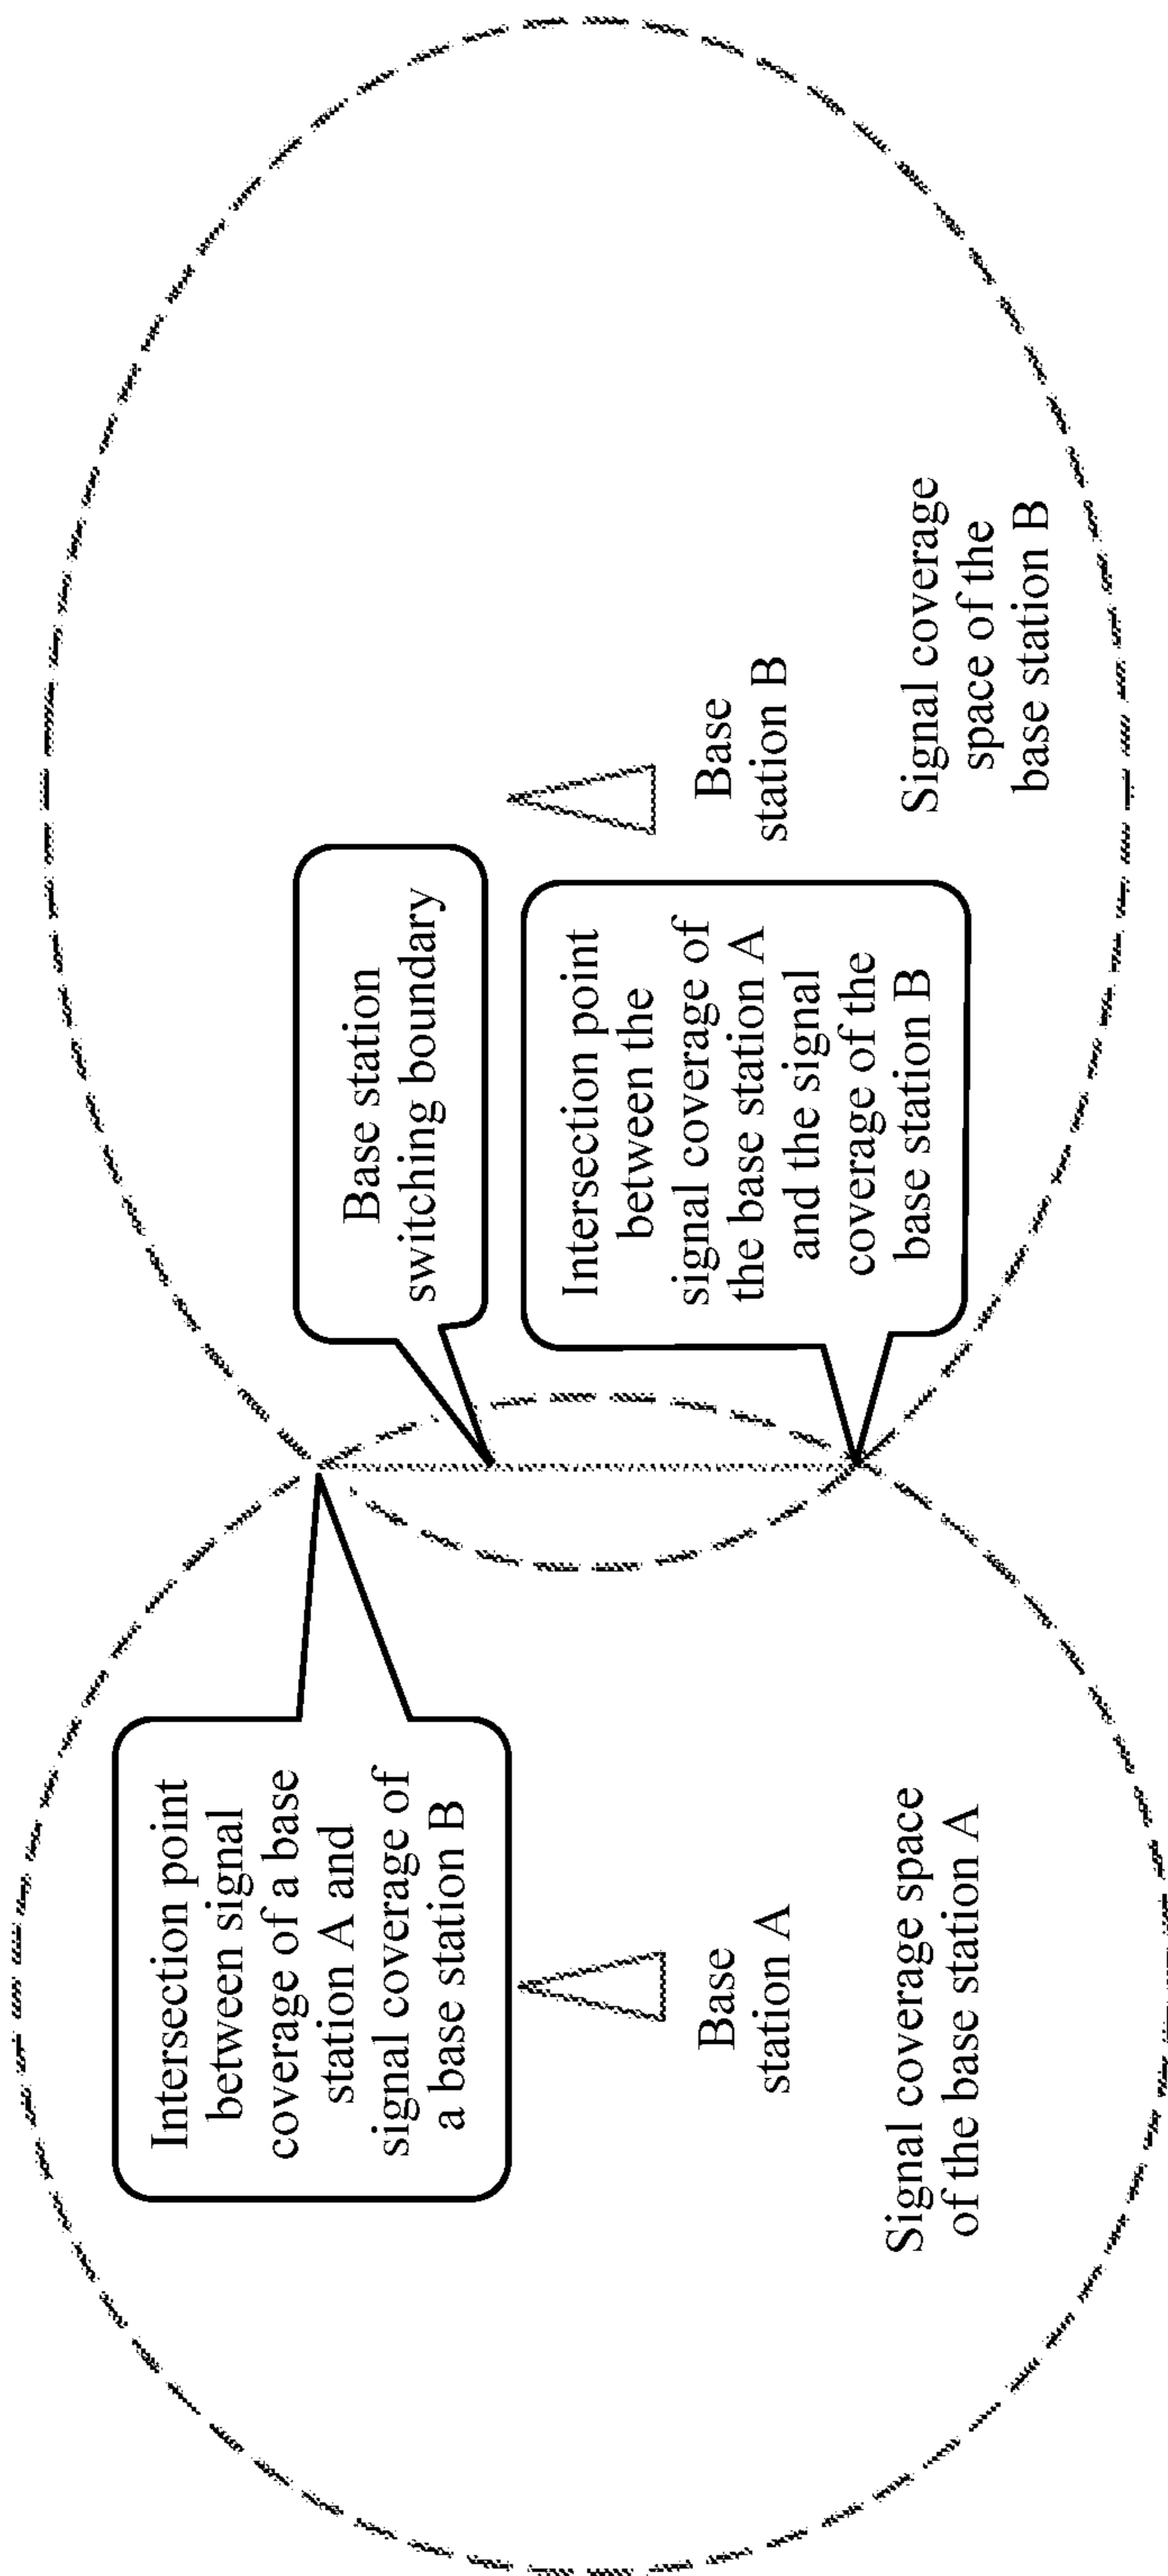 Intersection point
between signal
coverage of a base
station A and
signal coverage of
a base station B
Base
station A
Signal coverage space
of the base station A
Base station
switching boundary
Intersection point
between the
signal coverage of
the base station A
and the signal
coverage of the
base station B
Base
station B
Signal coverage
space of the
base station B